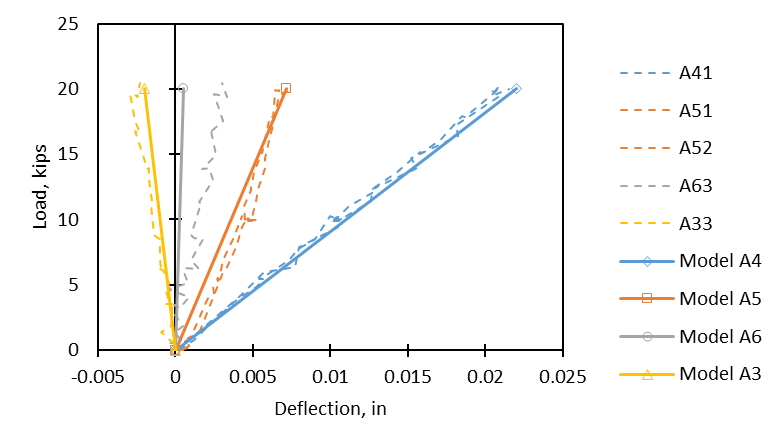 25
20
15
10
5
0
Load, kips
-0.005 0 0.005 0.01 0.015 0.02 0.025
Deflection, in
A41
A51
A52
A63
A33
Model A4
Model A5
Model A6
Model A3